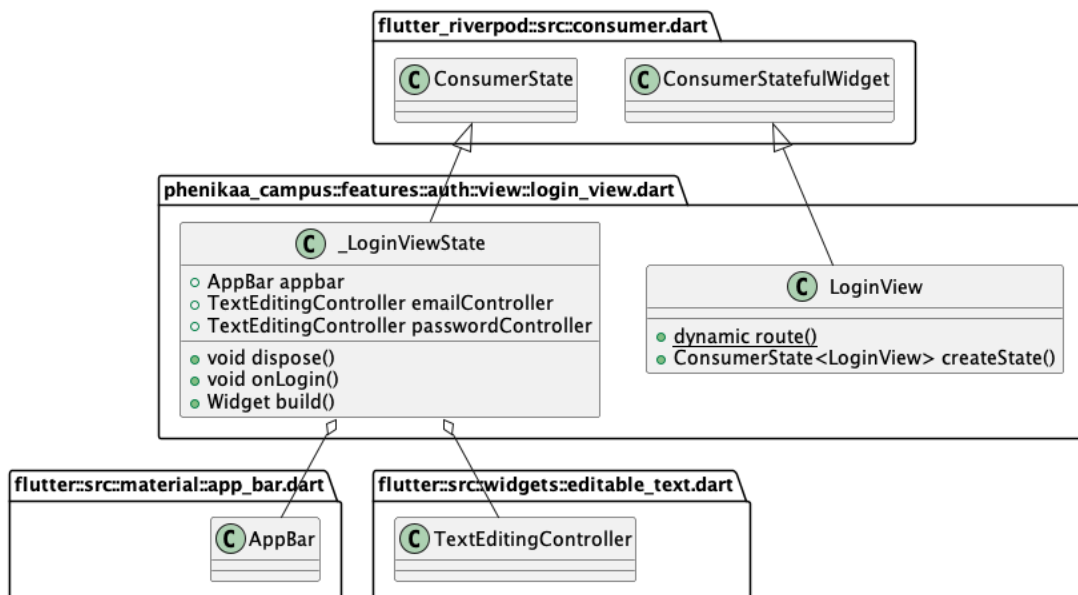 flutter_riverpod::src::consumer.dart
C ConsumerState
C ConsumerStatefulWidget
phenikaa_campus::features::auth::view::login_view.dart
C _LoginViewState
AppBar appbar
TextEditingController emailController
TextEditingController passwordController
void dispose()
void onLogin()
Widget build()
C LoginView
dynamic route()
ConsumerState<LoginView> createState()
flutter::src::material::app_bar.dart
C AppBar
flutter::src::widgets::editable_text.dart
C TextEditingController